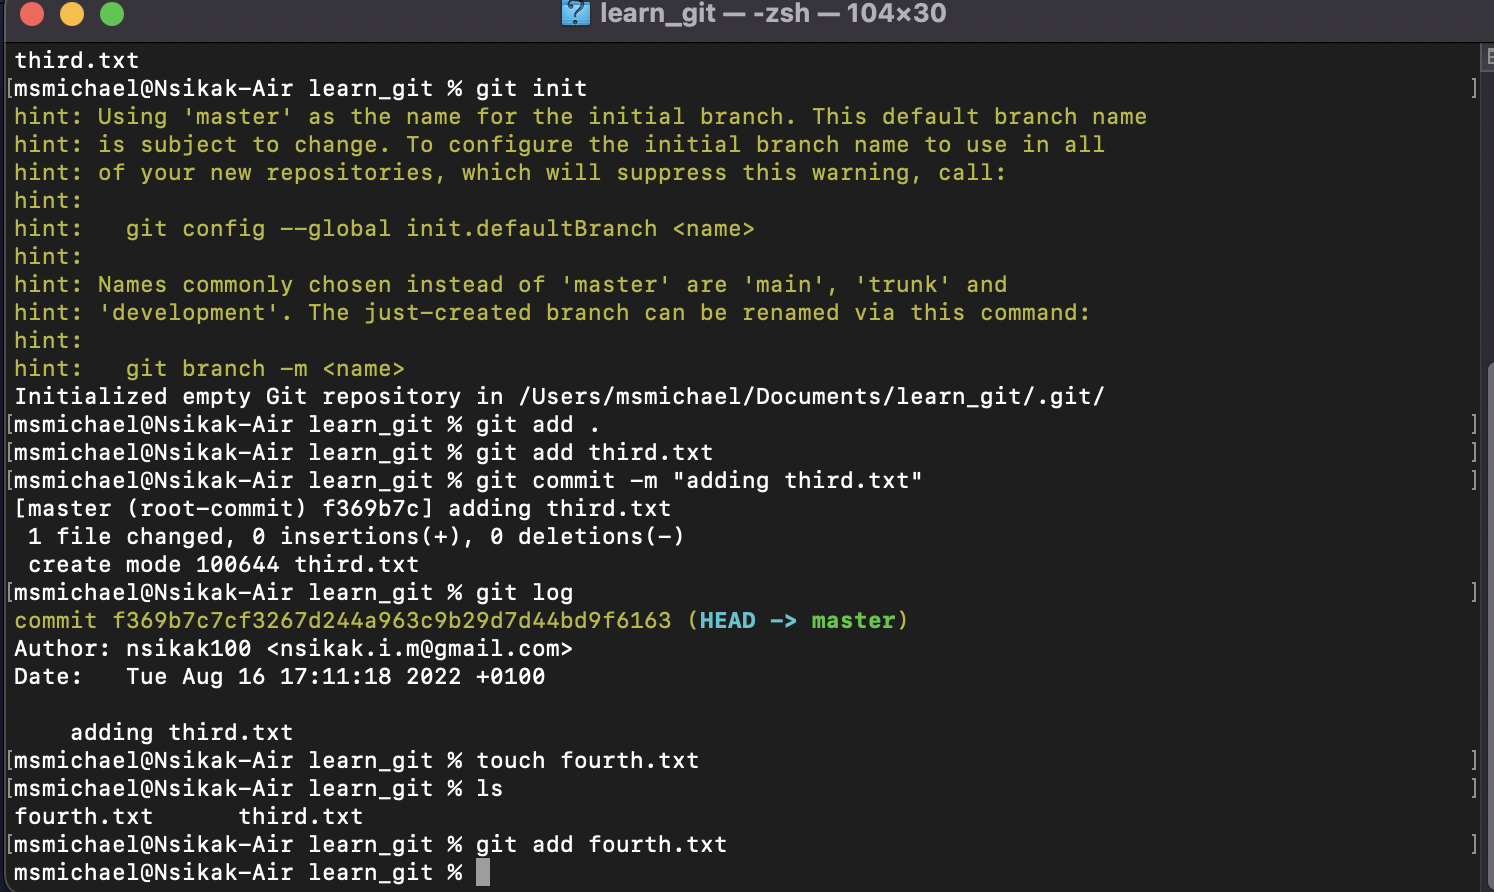 learn_git — -zsh — 104×30
third.txt
[msmichael@Nsikak-Air learn_git % git init ]
hint: Using 'master' as the name for the initial branch. This default branch name
hint: is subject to change. To configure the initial branch name to use in all
hint: of your new repositories, which will suppress this warning, call:
hint:
hint:   git config --global init.defaultBranch <name>
hint:
hint: Names commonly chosen instead of 'master' are 'main', 'trunk' and
hint: 'development'. The just-created branch can be renamed via this command:
hint:
hint:   git branch -m <name>
Initialized empty Git repository in /Users/msmichael/Documents/learn_git/.git/
[msmichael@Nsikak-Air learn_git % git add . ]
[msmichael@Nsikak-Air learn_git % git add third.txt ]
[msmichael@Nsikak-Air learn_git % git commit -m "adding third.txt" ]
[master (root-commit) f369b7c] adding third.txt
 1 file changed, 0 insertions(+), 0 deletions(-)
 create mode 100644 third.txt
[msmichael@Nsikak-Air learn_git % git log ]
commit f369b7c7cf3267d244a963c9b29d7d44bd9f6163 (HEAD -> master)
Author: nsikak100 <nsikak.i.m@gmail.com>
Date:   Tue Aug 16 17:11:18 2022 +0100
    adding third.txt
[msmichael@Nsikak-Air learn_git % touch fourth.txt ]
[msmichael@Nsikak-Air learn_git % ls ]
fourth.txt      third.txt
[msmichael@Nsikak-Air learn_git % git add fourth.txt ]
msmichael@Nsikak-Air learn_git %